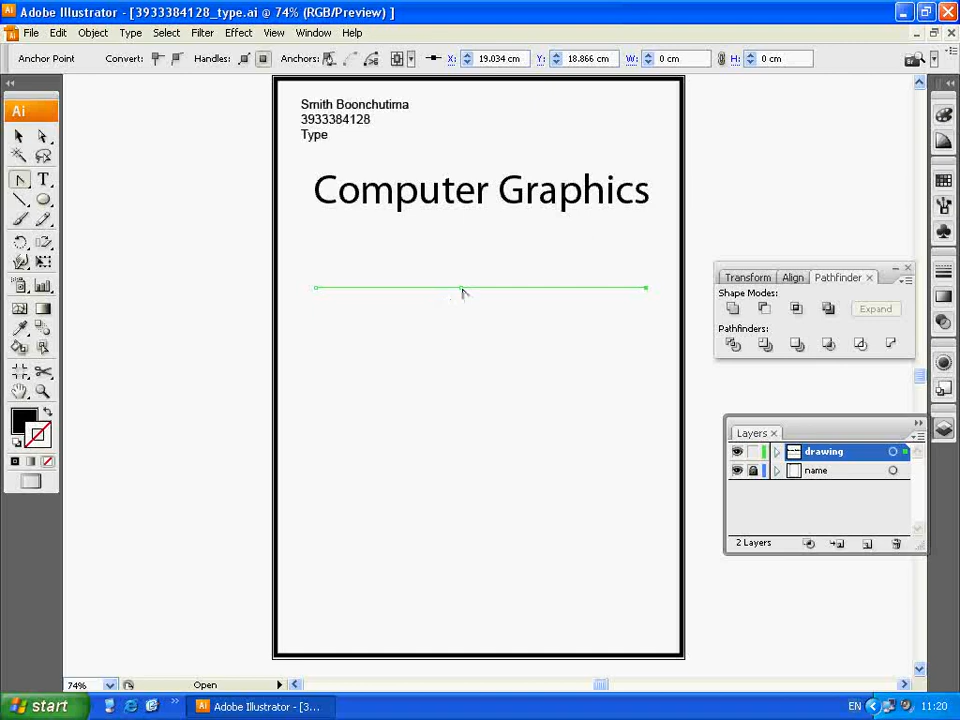 Adobe Illustrator - [3933384128_type.ai @ 74% (RGB/Preview) ]
File Edit Object Type Select Filter Effect View Window Help
Anchor Point Convert: Handles: Anchors: X: 19.034 cm Y: 18.866 cm W: 0 cm H: 0 cm
Ai
Smith Boonchutima
3933384128
Type
Computer Graphics
Transform Align Pathfinder x
Shape Modes:
Expand
Pathfinders:
Layers x
drawing
name
2 Layers
74% Open
start Adobe Illustrator - [3... EN 11:20